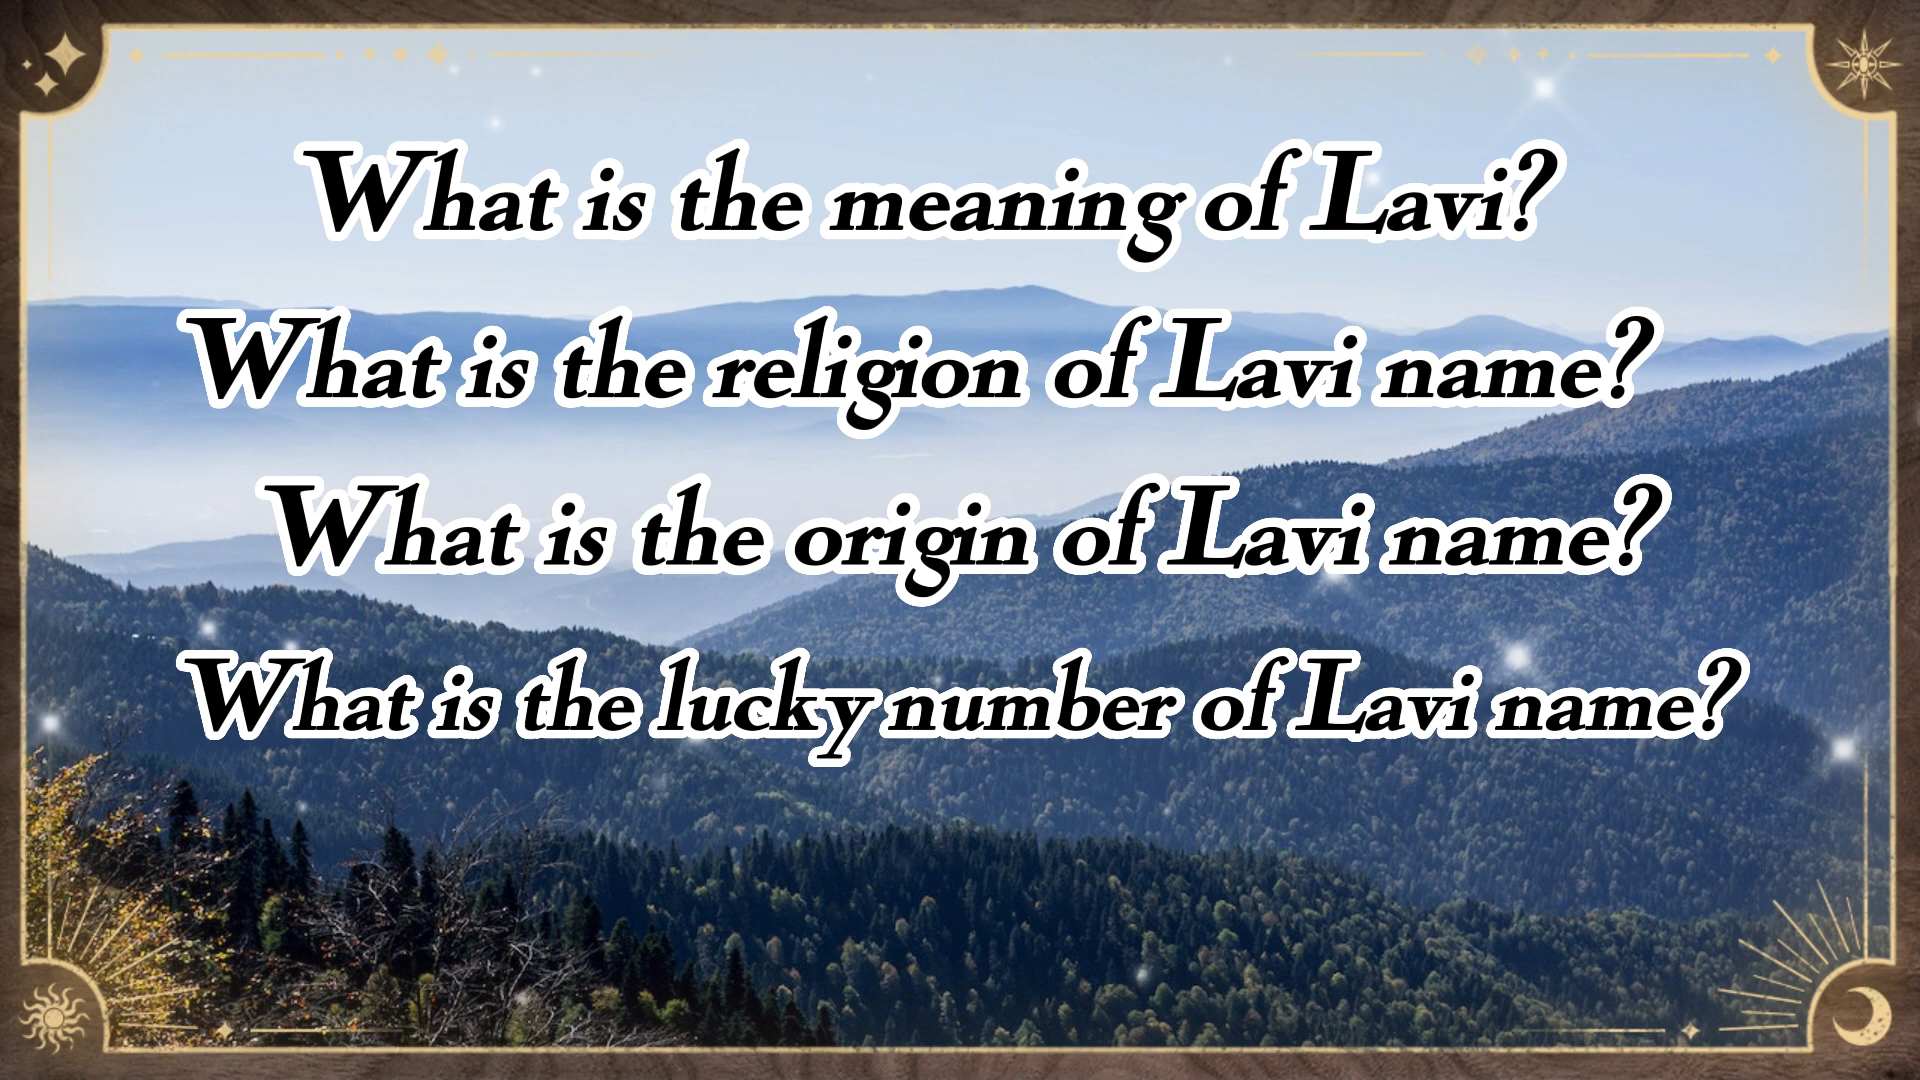 What is the meaning of Lavi?
What is the religion of Lavi name?
What is the origin of Lavi name?
What is the lucky number of Lavi name?